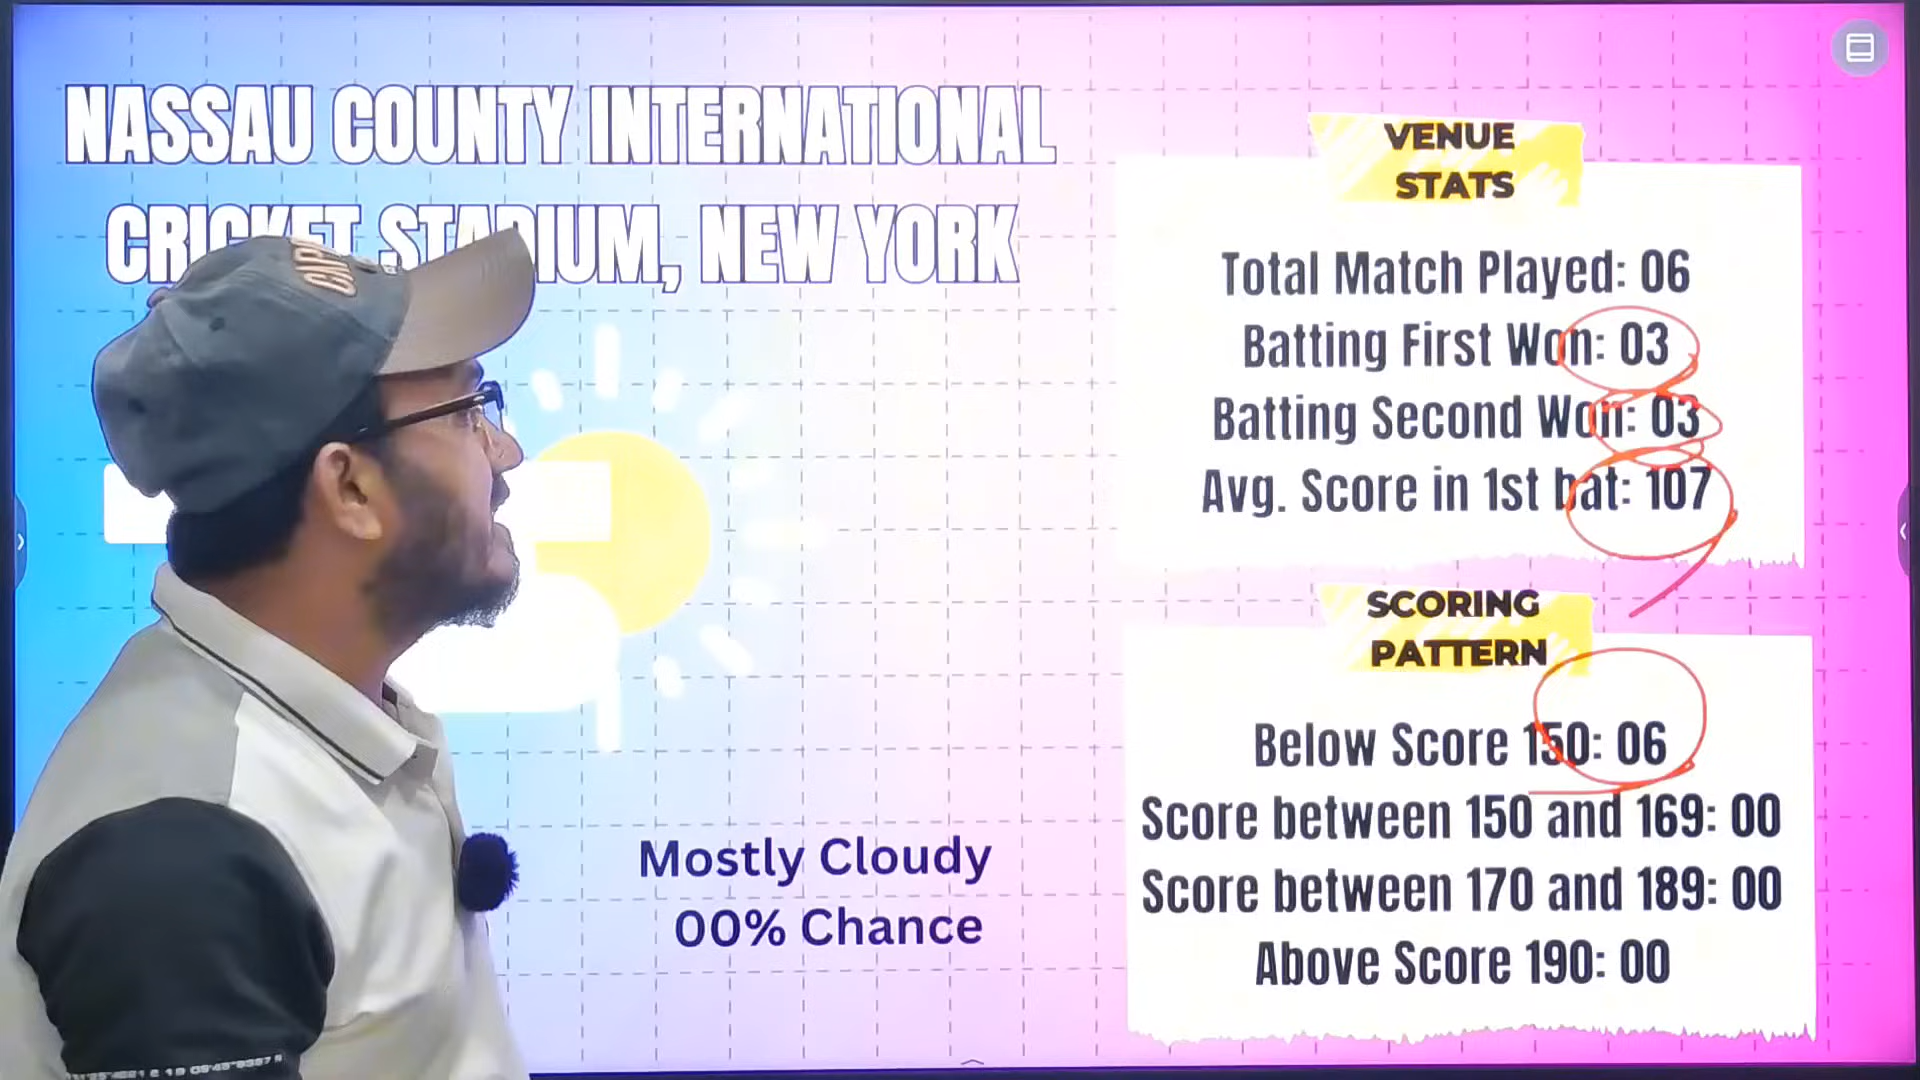 NASSAU COUNTY INTERNATIONAL
CRICKET STADIUM, NEW YORK
VENUE
STATS
Total Match Played: 06
Batting First Won: 03
Batting Second Won: 03
Avg. Score in 1st bat: 107
SCORING
PATTERN
Below Score 150: 06
Score between 150 and 169: 00
Score between 170 and 189: 00
Above Score 190: 00
Mostly Cloudy
00% Chance